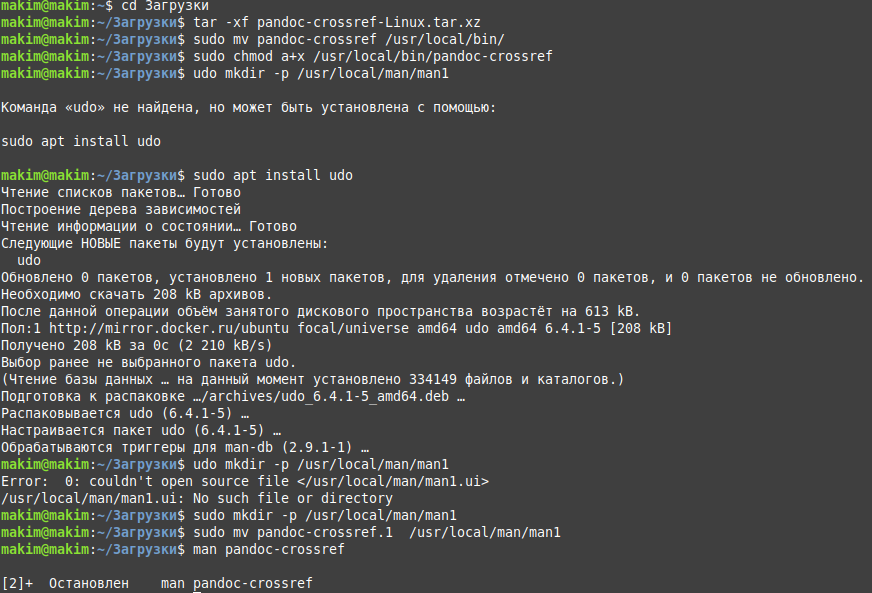 makim@makim:~$ cd Загрузки
makim@makim:~/Загрузки$ tar -xf pandoc-crossref-Linux.tar.xz
makim@makim:~/Загрузки$ sudo mv pandoc-crossref /usr/local/bin/
makim@makim:~/Загрузки$ sudo chmod a+x /usr/local/bin/pandoc-crossref
makim@makim:~/Загрузки$ udo mkdir -p /usr/local/man/man1
Команда «udo» не найдена, но может быть установлена с помощью:
sudo apt install udo
makim@makim:~/Загрузки$ sudo apt install udo
Чтение списков пакетов… Готово
Построение дерева зависимостей
Чтение информации о состоянии… Готово
Следующие НОВЫЕ пакеты будут установлены:
udo
Обновлено 0 пакетов, установлено 1 новых пакетов, для удаления отмечено 0 пакетов, и 0 пакетов не обновлено.
Необходимо скачать 208 kB архивов.
После данной операции объём занятого дискового пространства возрастёт на 613 kB.
Пол:1 http://mirror.docker.ru/ubuntu focal/universe amd64 udo amd64 6.4.1-5 [208 kB]
Получено 208 kB за 0с (2 210 kB/s)
Выбор ранее не выбранного пакета udo.
(Чтение базы данных … на данный момент установлено 334149 файлов и каталогов.)
Подготовка к распаковке …/archives/udo_6.4.1-5_amd64.deb …
Распаковывается udo (6.4.1-5) …
Настраивается пакет udo (6.4.1-5) …
Обрабатываются триггеры для man-db (2.9.1-1) …
makim@makim:~/Загрузки$ udo mkdir -p /usr/local/man/man1
Error:  0: couldn't open source file </usr/local/man/man1.ui>
/usr/local/man/man1.ui: No such file or directory
makim@makim:~/Загрузки$ sudo mkdir -p /usr/local/man/man1
makim@makim:~/Загрузки$ sudo mv pandoc-crossref.1  /usr/local/man/man1
makim@makim:~/Загрузки$ man pandoc-crossref
[2]+  Остановлен    man pandoc-crossref